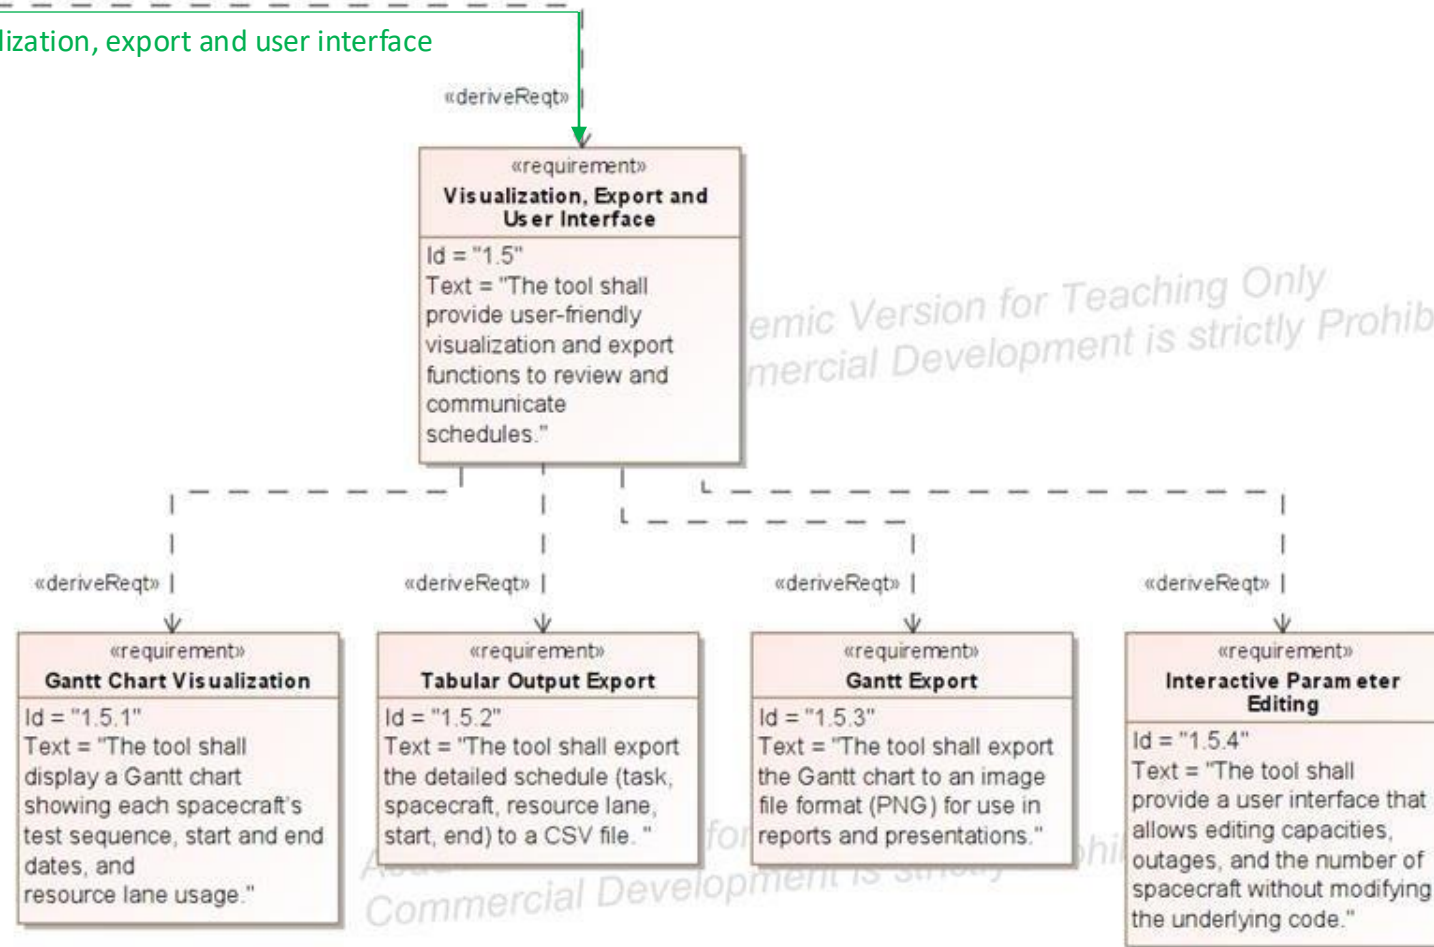 lization, export and user interface
«deriveReqt»
«requirement»
Visualization, Export and
User Interface
Id = "1.5"
Text = "The tool shall
provide user-friendly
visualization and export
functions to review and
communicate
schedules."
emic Version for Teaching Only
mercial Development is strictly Prohib
«deriveReqt»
«deriveReqt»
«deriveReqt»
«deriveReqt»
«requirement»
Gantt Chart Visualization
Id = "1.5.1"
Text = "The tool shall
display a Gantt chart
showing each spacecraft's
test sequence, start and end
dates, and
resource lane usage."
«requirement»
Tabular Output Export
Id = "1.5.2"
Text = "The tool shall export
the detailed schedule (task,
spacecraft, resource lane,
start, end) to a CSV file. "
«requirement»
Gantt Export
Id = "1.5.3"
Text = "The tool shall export
the Gantt chart to an image
file format (PNG) for use in
reports and presentations."
«requirement»
Interactive Parameter
Editing
Id = "1.5.4"
Text = "The tool shall
provide a user interface that
allows editing capacities,
outages, and the number of
spacecraft without modifying
the underlying code."
for
Commercial Development is strictly